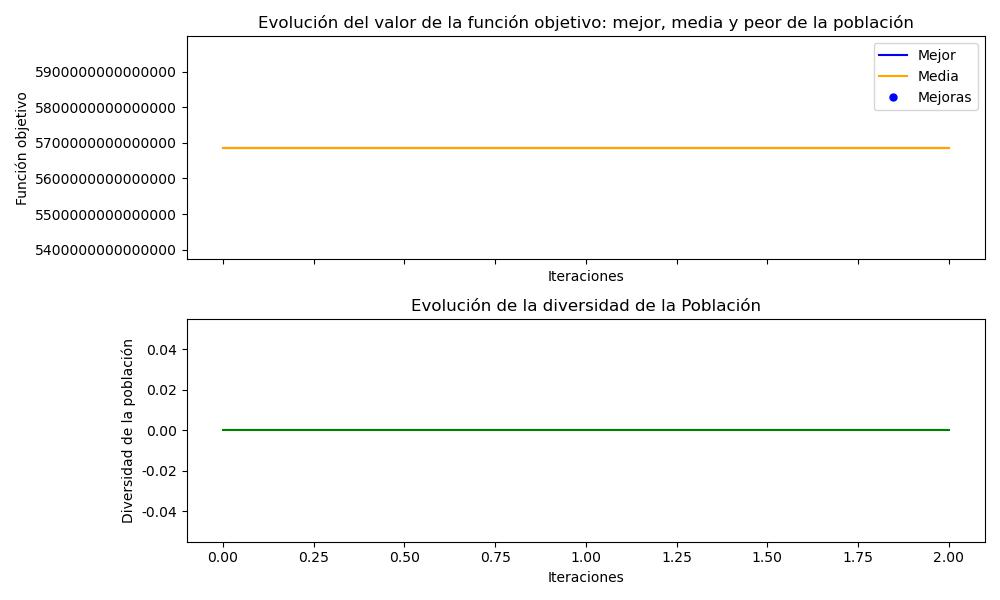 Evolución del valor de la función objetivo: mejor, media y peor de la población
Función objetivo
5900000000000000
5800000000000000
5700000000000000
5600000000000000
5500000000000000
5400000000000000
Mejor
Media
Mejoras
Iteraciones
Evolución de la diversidad de la Población
Diversidad de la población
0.04
0.02
0.00
-0.02
-0.04
0.00 0.25 0.50 0.75 1.00 1.25 1.50 1.75 2.00
Iteraciones